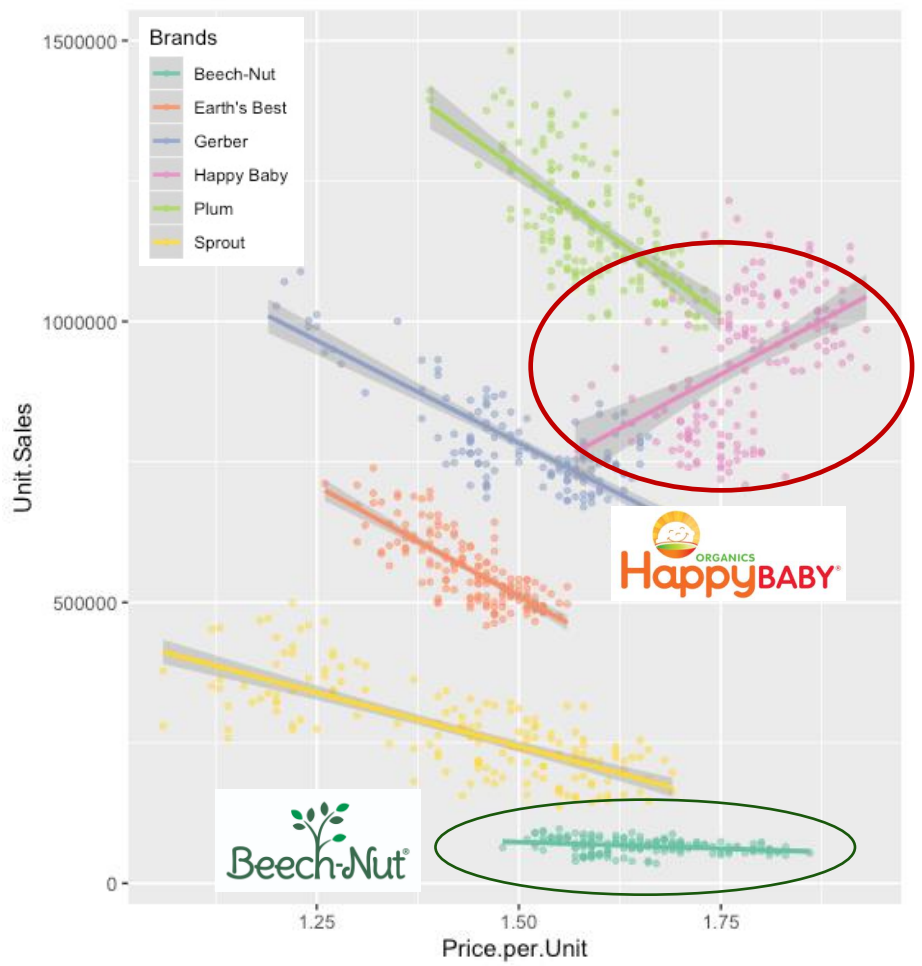 1500000
Brands
Beech-Nut
Earth's Best
Gerber
Happy Baby
Plum
Sprout
1000000
Unit.Sales
500000
ORGANICS
HappyBABY®
Beech-Nut®
0
1.25
1.50
1.75
Price.per.Unit